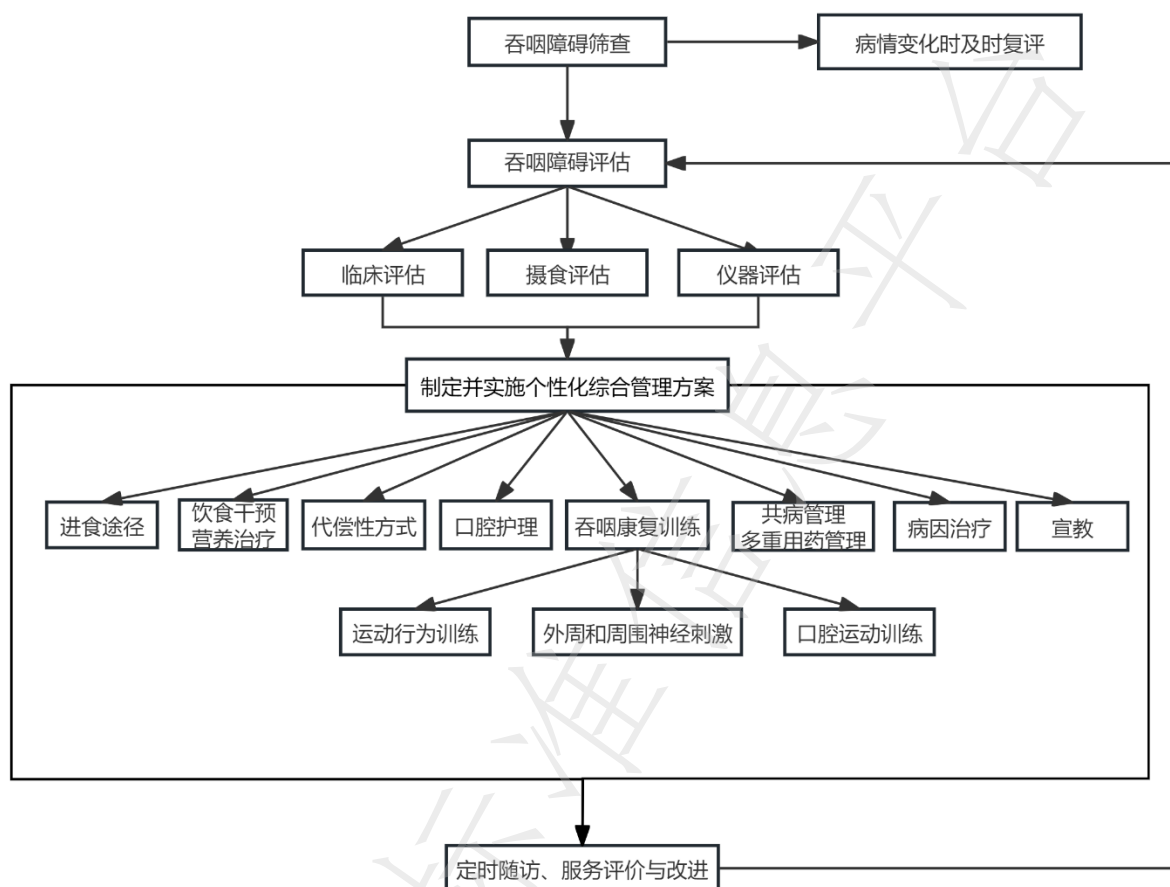 吞咽障碍筛查
病情变化时及时复评
吞咽障碍评估
临床评估
摄食评估
仪器评估
制定并实施个性化综合管理方案
进食途径
饮食干预
营养治疗
代偿性方式
口腔护理
吞咽康复训练
共病管理
多重用药管理
病因治疗
宣教
运动行为训练
外周和周围神经刺激
口腔运动训练
定时随访、服务评价与改进
标准信息平台